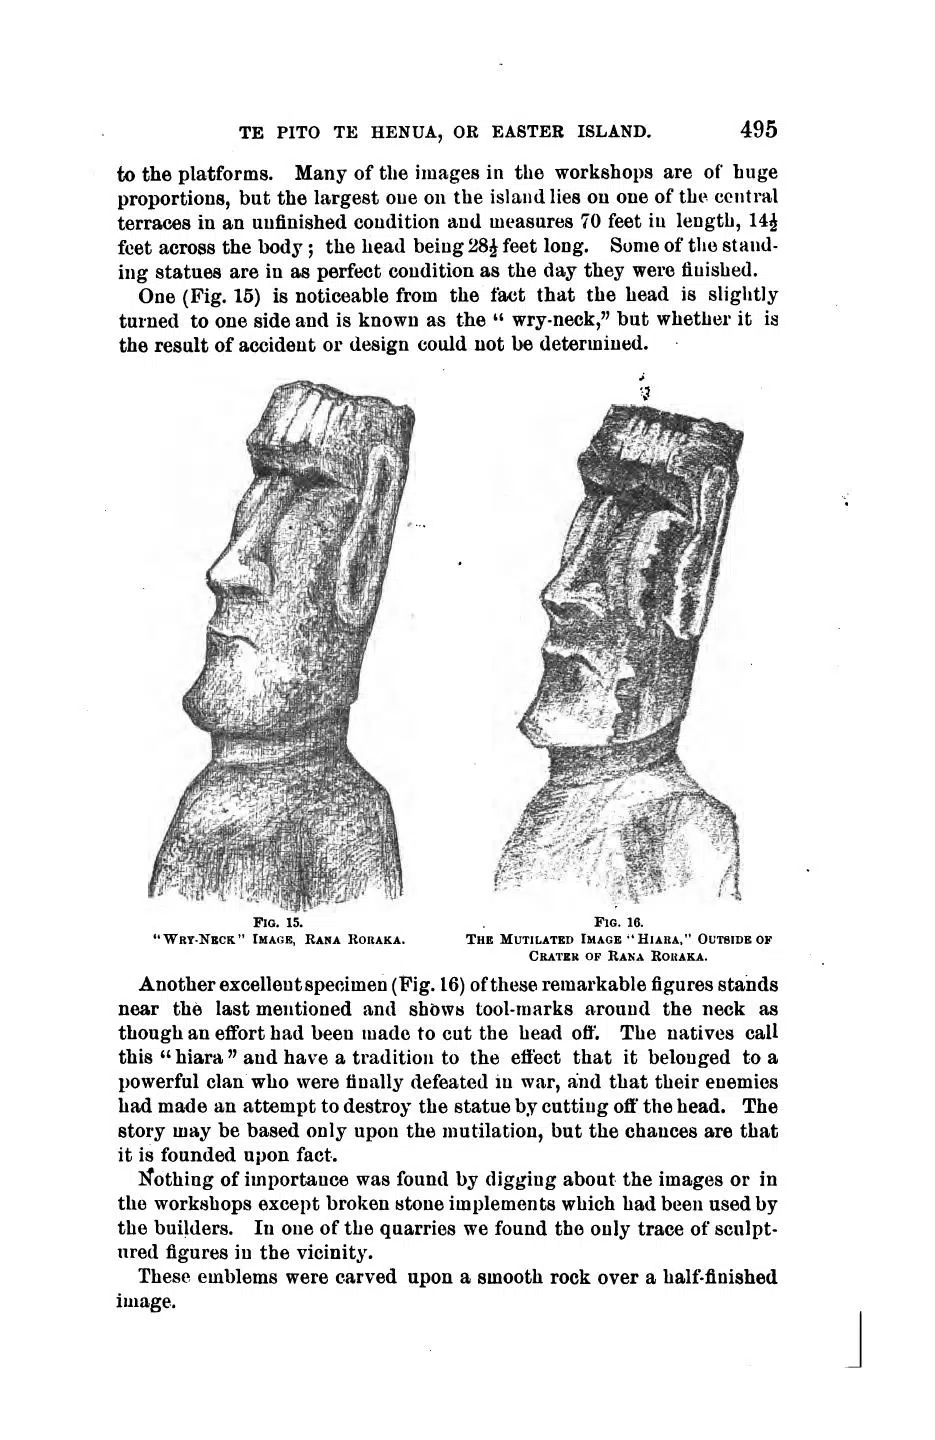 TE PITO TE HENUA, OR EASTER ISLAND. 495
to the platforms. Many of the images in the workshops are of huge
proportions, but the largest one on the island lies on one of the central
terraces in an unfinished condition and measures 70 feet in length, 14½
feet across the body; the head being 28½ feet long. Some of the stand-
ing statues are in as perfect condition as the day they were finished.
One (Fig. 15) is noticeable from the fact that the head is slightly
turned to one side and is known as the "wry-neck," but whether it is
the result of accident or design could not be determined.
FIG. 15.
"WRY-NECK" IMAGE, RANA RORAKA.
FIG. 16.
THE MUTILATED IMAGE "HIARA," OUTSIDE OF
CRATER OF RANA RORAKA.
Another excellent specimen (Fig. 16) of these remarkable figures stands
near the last mentioned and shows tool-marks around the neck as
though an effort had been made to cut the head off. The natives call
this "hiara" and have a tradition to the effect that it belonged to a
powerful clan who were finally defeated in war, and that their enemies
had made an attempt to destroy the statue by cutting off the head. The
story may be based only upon the mutilation, but the chances are that
it is founded upon fact.
Nothing of importance was found by digging about the images or in
the workshops except broken stone implements which had been used by
the builders. In one of the quarries we found the only trace of sculpt-
ured figures in the vicinity.
These emblems were carved upon a smooth rock over a half-finished
image.